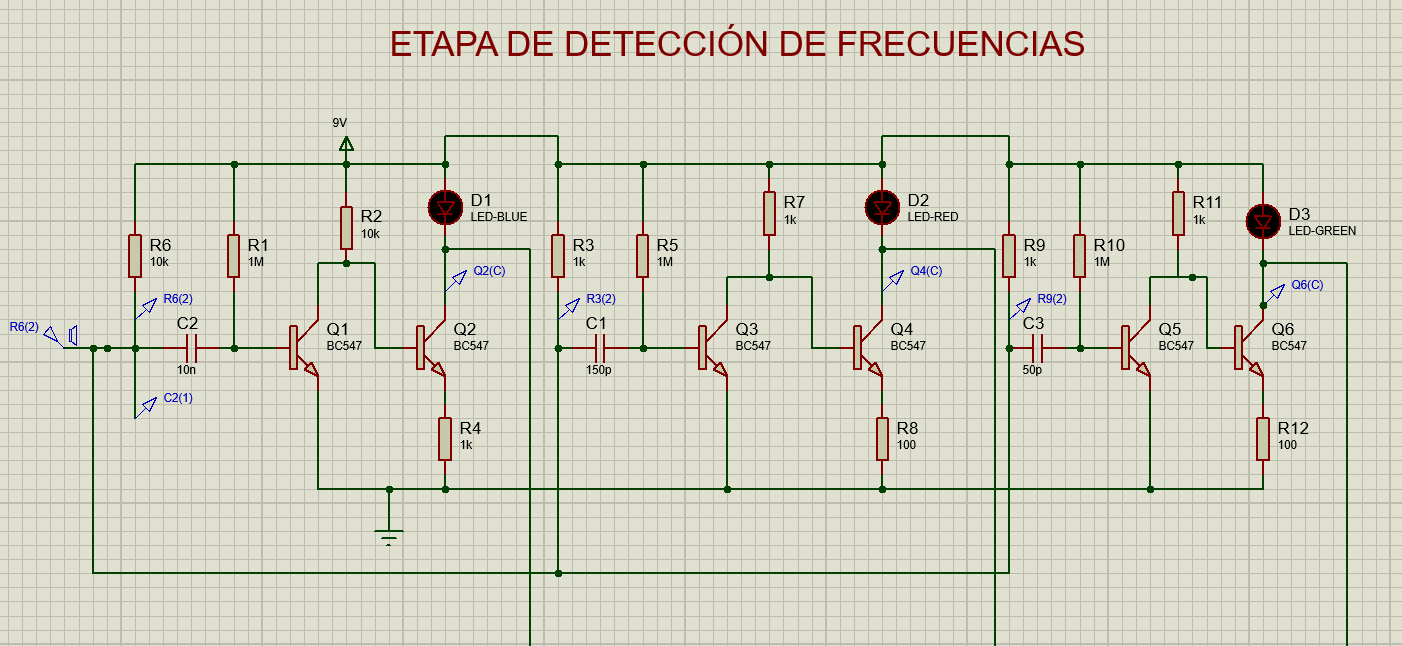 ETAPA DE DETECCIÓN DE FRECUENCIAS
9V
R6
10k
R1
1M
R2
10k
D1
LED-BLUE
Q2(C)
R3
1k
R5
1M
R7
1k
D2
LED-RED
Q4(C)
R9
1k
R10
1M
R11
1k
D3
LED-GREEN
Q6(C)
R6(2)
R6(2)
C2
10n
Q1
BC547
Q2
BC547
R3(2)
C1
150p
Q3
BC547
Q4
BC547
R9(2)
C3
50p
Q5
BC547
Q6
BC547
C2(1)
R4
1k
R8
100
R12
100